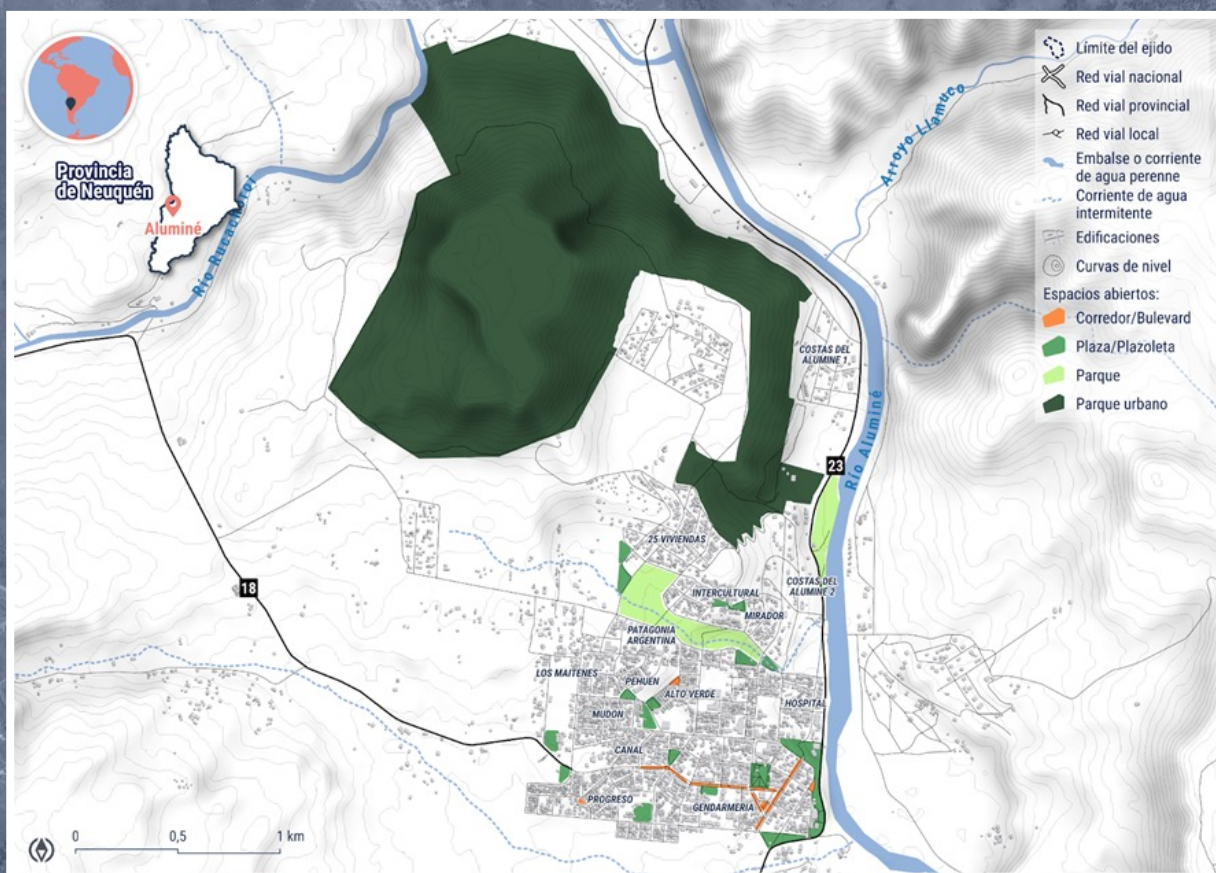 Provincia
de Neuquén
Aluminé
Río Rucachoroi
Arroyo Llamuco
Río Aluminé
Límite del ejido
Red vial nacional
Red vial provincial
Red vial local
Embalse o corriente
de agua perenne
Corriente de agua
intermitente
Edificaciones
Curvas de nivel
Espacios abiertos:
Corredor/Bulevard
Plaza/Plazoleta
Parque
Parque urbano
COSTAS DEL
ALUMINE 1
23
25 VIVIENDAS
18
INTERCULTURAL
COSTAS DEL
ALUMINE 2
MIRADOR
PATAGONIA
ARGENTINA
LOS MAITENES
PEHUEN
ALTO VERDE
MUDON
HOSPITAL
CANAL
PROGRESO
GENDARMERIA
0 0,5 1 km